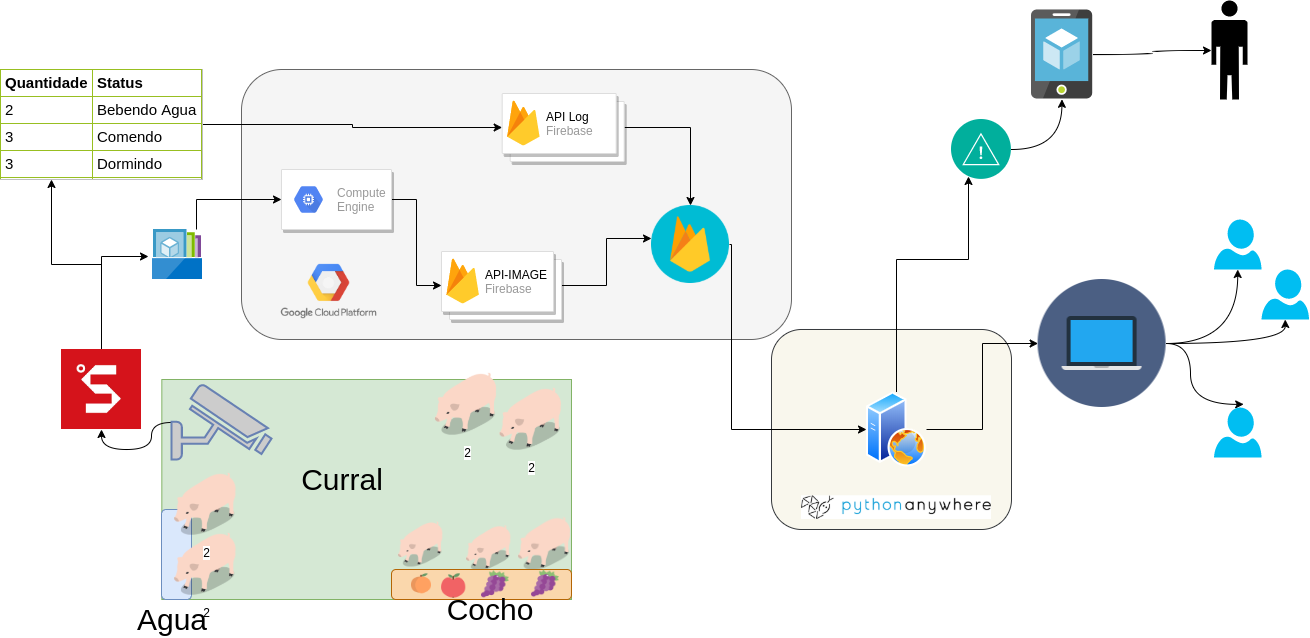 Quantidade Status
2 Bebendo Agua
3 Comendo
3 Dormindo
API Log
Firebase
Compute
Engine
API-IMAGE
Firebase
Google Cloud Platform
!
S
Curral
2
2
2
2
Agua
Cocho
pythonanywhere